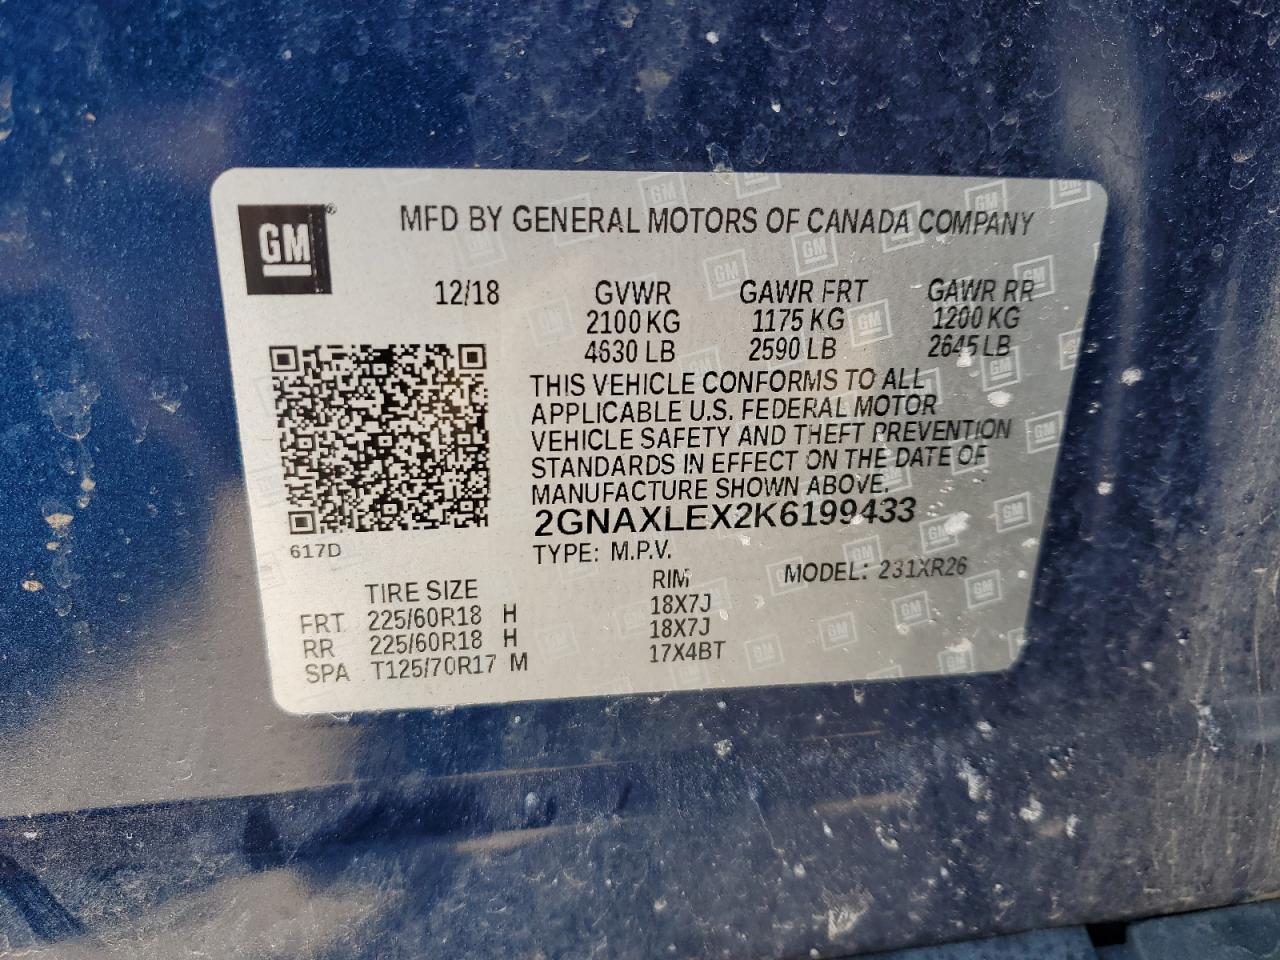 GM ®
MFD BY GENERAL MOTORS OF CANADA COMPANY
12/18 GVWR GAWR FRT GAWR RR
2100 KG 1175 KG 1200 KG
4630 LB 2590 LB 2645 LB
THIS VEHICLE CONFORMS TO ALL
APPLICABLE U.S. FEDERAL MOTOR
VEHICLE SAFETY AND THEFT PREVENTION
STANDARDS IN EFFECT ON THE DATE OF
MANUFACTURE SHOWN ABOVE.
2GNAXLEX2K6199433
617D
TYPE: M.P.V. MODEL: 231XR26
TIRE SIZE RIM
FRT 225/60R18 H 18X7J
RR 225/60R18 H 18X7J
SPA T125/70R17 M 17X4BT